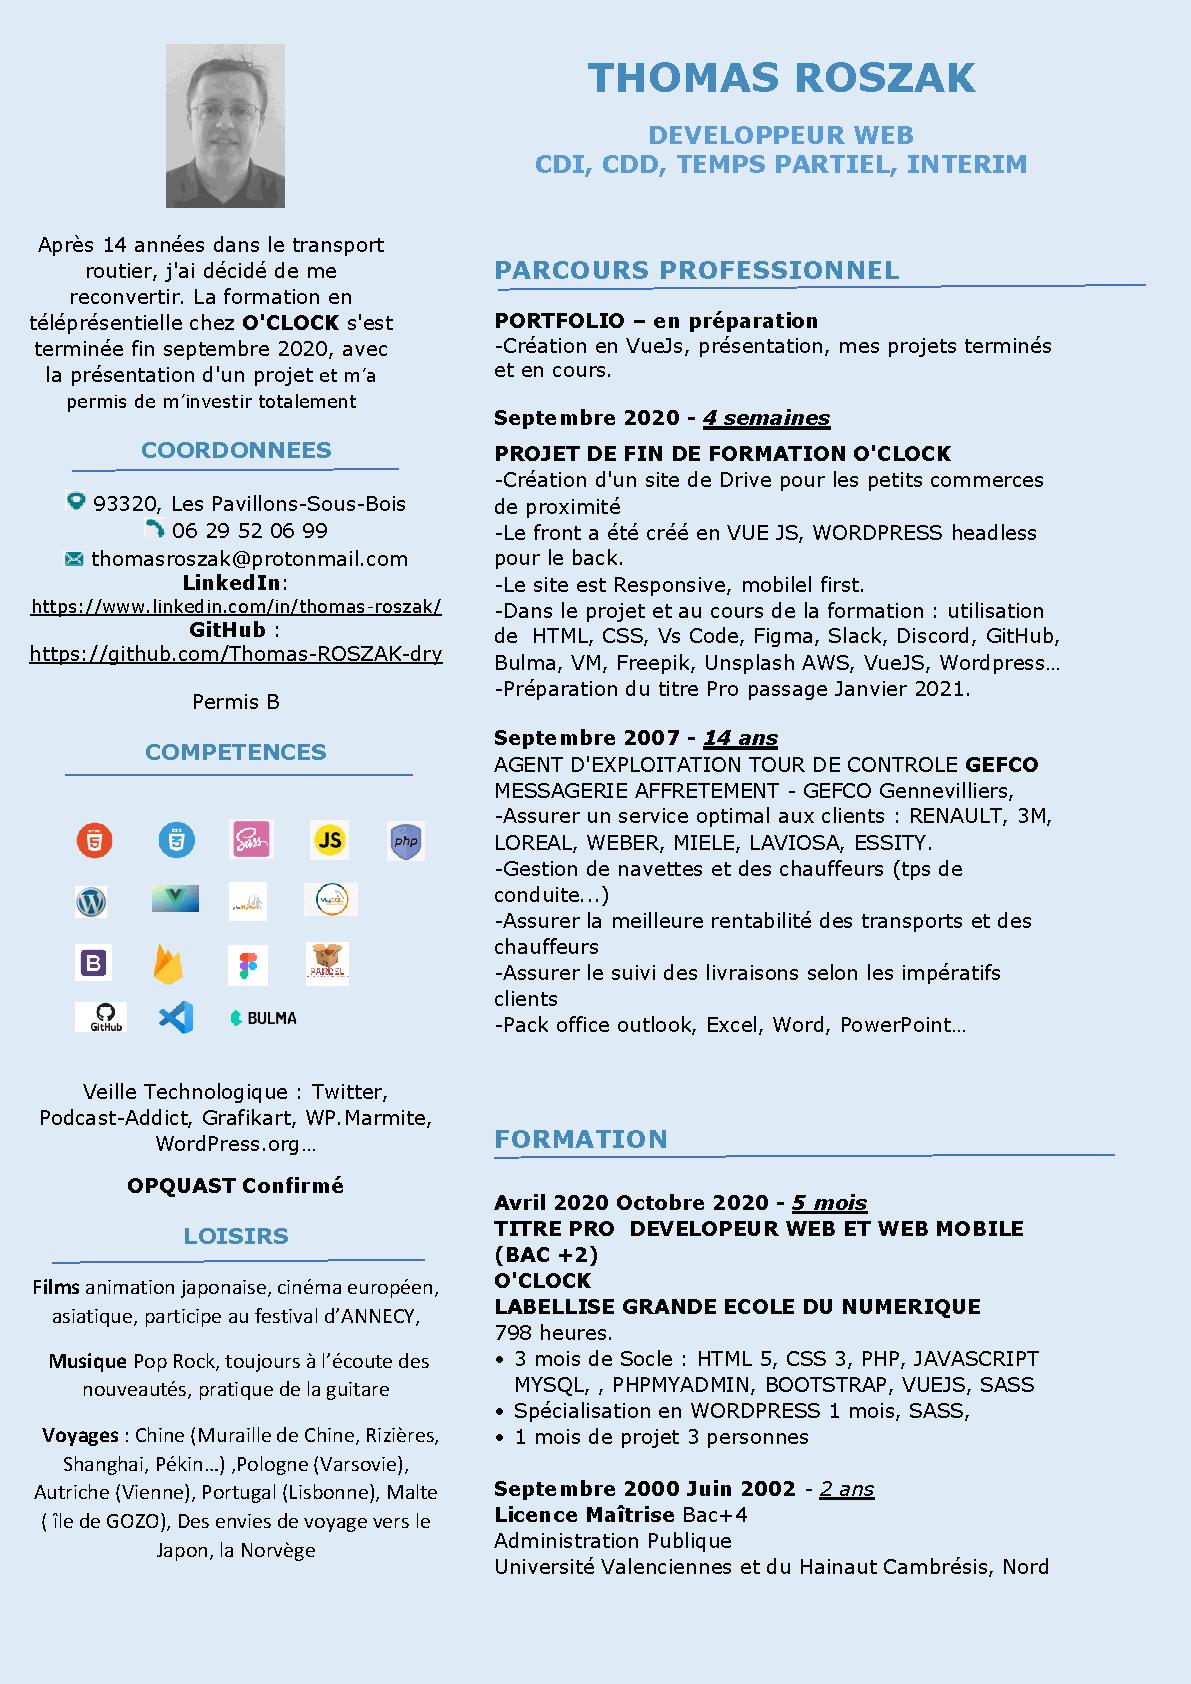 THOMAS ROSZAK
DEVELOPPEUR WEB
CDI, CDD, TEMPS PARTIEL, INTERIM
Après 14 années dans le transport
routier, j'ai décidé de me
reconvertir. La formation en
téléprésentielle chez O'CLOCK s'est
terminée fin septembre 2020, avec
la présentation d'un projet et m’a
permis de m’investir totalement
COORDONNEES
93320, Les Pavillons-Sous-Bois
06 29 52 06 99
thomasroszak@protonmail.com
LinkedIn:
https://www.linkedin.com/in/thomas-roszak/
GitHub :
https://github.com/Thomas-ROSZAK-dry
Permis B
COMPETENCES
Sass
JS
php
MySQL
B
PARCEL
GitHub
BULMA
Veille Technologique : Twitter,
Podcast-Addict, Grafikart, WP.Marmite,
WordPress.org…
OPQUAST Confirmé
LOISIRS
Films animation japonaise, cinéma européen,
asiatique, participe au festival d’ANNECY,
Musique Pop Rock, toujours à l’écoute des
nouveautés, pratique de la guitare
Voyages : Chine (Muraille de Chine, Rizières,
Shanghai, Pékin…) ,Pologne (Varsovie),
Autriche (Vienne), Portugal (Lisbonne), Malte
( île de GOZO), Des envies de voyage vers le
Japon, la Norvège
PARCOURS PROFESSIONNEL
PORTFOLIO – en préparation
-Création en VueJs, présentation, mes projets terminés
et en cours.
Septembre 2020 - 4 semaines
PROJET DE FIN DE FORMATION O'CLOCK
-Création d'un site de Drive pour les petits commerces
de proximité
-Le front a été créé en VUE JS, WORDPRESS headless
pour le back.
-Le site est Responsive, mobilel first.
-Dans le projet et au cours de la formation : utilisation
de  HTML, CSS, Vs Code, Figma, Slack, Discord, GitHub,
Bulma, VM, Freepik, Unsplash AWS, VueJS, Wordpress…
-Préparation du titre Pro passage Janvier 2021.
Septembre 2007 - 14 ans
AGENT D'EXPLOITATION TOUR DE CONTROLE GEFCO
MESSAGERIE AFFRETEMENT - GEFCO Gennevilliers,
-Assurer un service optimal aux clients : RENAULT, 3M,
LOREAL, WEBER, MIELE, LAVIOSA, ESSITY.
-Gestion de navettes et des chauffeurs (tps de
conduite...)
-Assurer la meilleure rentabilité des transports et des
chauffeurs
-Assurer le suivi des livraisons selon les impératifs
clients
-Pack office outlook, Excel, Word, PowerPoint…
FORMATION
Avril 2020 Octobre 2020 - 5 mois
TITRE PRO  DEVELOPEUR WEB ET WEB MOBILE
(BAC +2)
O'CLOCK
LABELLISE GRANDE ECOLE DU NUMERIQUE
798 heures.
• 3 mois de Socle : HTML 5, CSS 3, PHP, JAVASCRIPT
MYSQL, , PHPMYADMIN, BOOTSTRAP, VUEJS, SASS
• Spécialisation en WORDPRESS 1 mois, SASS,
• 1 mois de projet 3 personnes
Septembre 2000 Juin 2002 - 2 ans
Licence Maîtrise Bac+4
Administration Publique
Université Valenciennes et du Hainaut Cambrésis, Nord